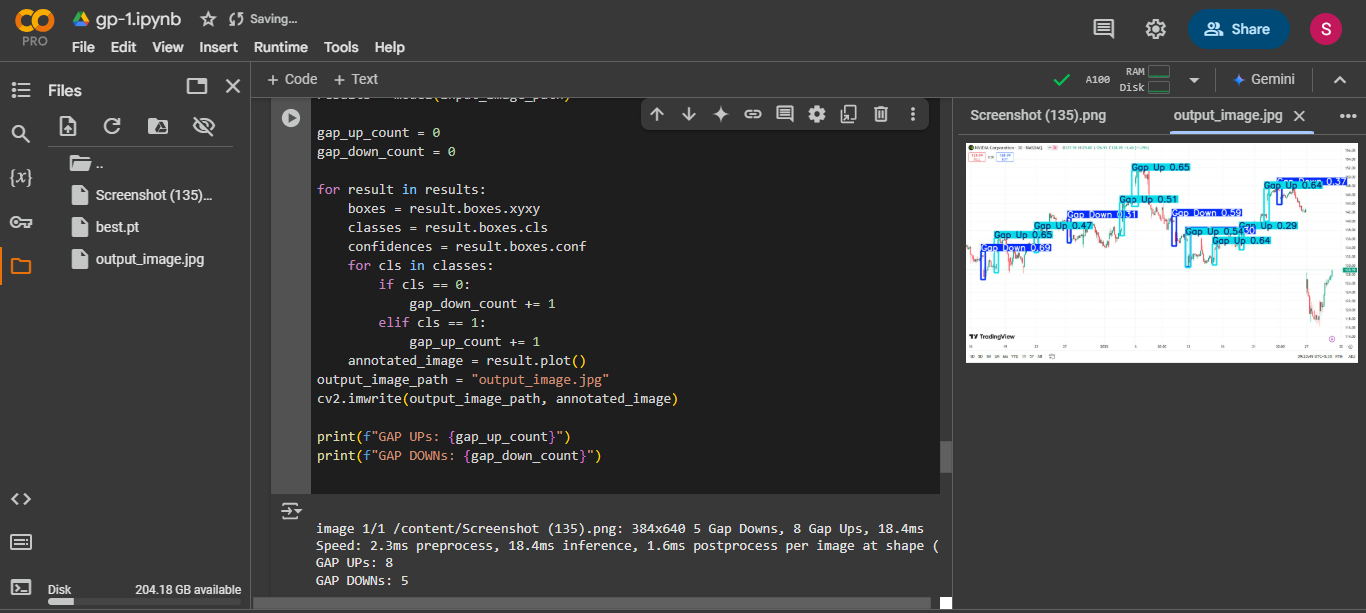 CO
PRO
gp-1.ipynb
Saving...
File Edit View Insert Runtime Tools Help
Share
S
Files
+ Code + Text
A100
RAM
Disk
Gemini
..
Screenshot (135)...
best.pt
output_image.jpg
{x}
gap_up_count = 0
gap_down_count = 0
for result in results:
boxes = result.boxes.xyxy
classes = result.boxes.cls
confidences = result.boxes.conf
for cls in classes:
if cls == 0:
gap_down_count += 1
elif cls == 1:
gap_up_count += 1
annotated_image = result.plot()
output_image_path = "output_image.jpg"
cv2.imwrite(output_image_path, annotated_image)
print(f"GAP UPs: {gap_up_count}")
print(f"GAP DOWNs: {gap_down_count}")
image 1/1 /content/Screenshot (135).png: 384x640 5 Gap Downs, 8 Gap Ups, 18.4ms
Speed: 2.3ms preprocess, 18.4ms inference, 1.6ms postprocess per image at shape (
GAP UPs: 8
GAP DOWNs: 5
Disk
204.18 GB available
Screenshot (135).png
output_image.jpg
NVIDIA Corporation
Gap Up 0.65
Gap Down 0.37
Gap Up 0.64
Gap Up 0.51
Gap Down
Gap Down 0.59
Gap Up 0.47
Gap Up 0.54
Up 0.29
Gap Up 0.65
Gap Up 0.64
Gap Down 0.69
TradingView